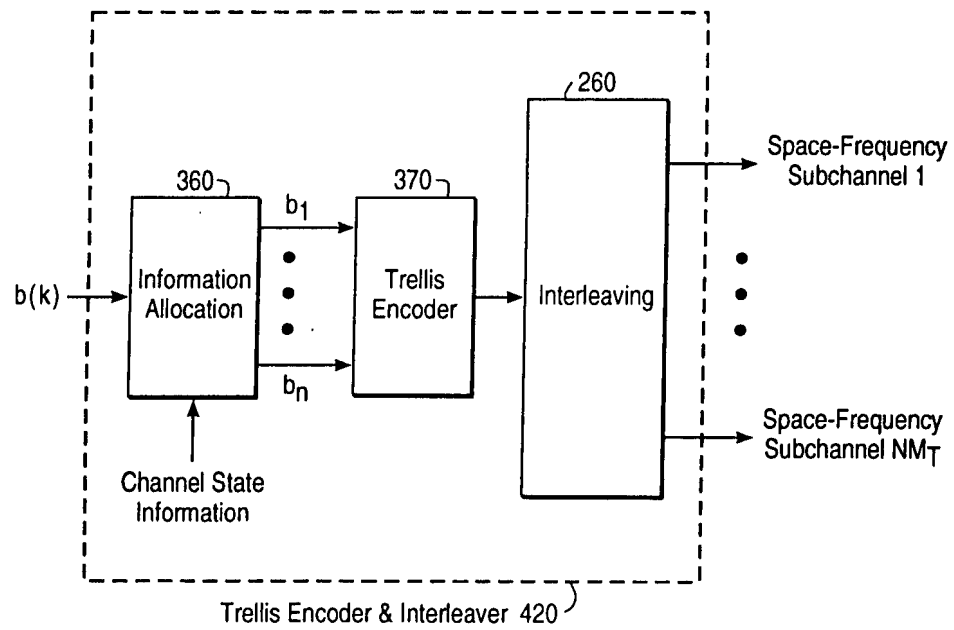 260
Space-Frequency
Subchannel 1
360
370
b1
b(k)
Information
Allocation
Trellis
Encoder
Interleaving
bn
Space-Frequency
Subchannel NMT
Channel State
Information
Trellis Encoder & Interleaver 420